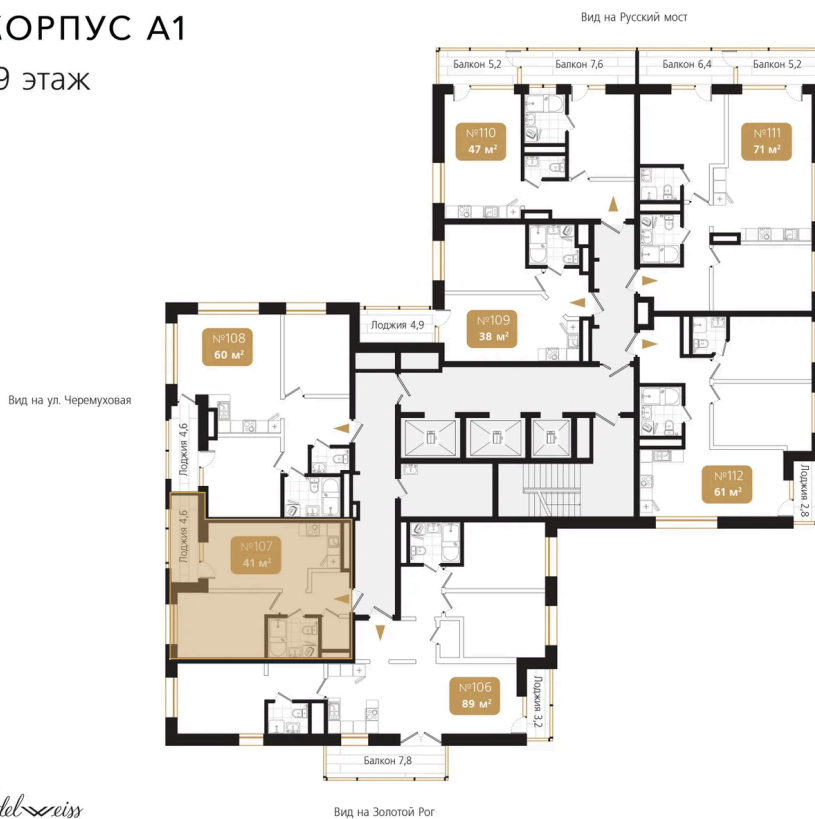 КОРПУС А1
9 этаж
Вид на Русский мост
Балкон 5,2
Балкон 7,6
Балкон 6,4
Балкон 5,2
№110
47 м²
№111
71 м²
Лоджия 4,9
№109
38 м²
№108
60 м²
Вид на ул. Черемуховая
Лоджия 4,6
№112
61 м²
Лоджия 2,8
Лоджия 4,6
№107
41 м²
№106
89 м²
Лоджия 3,2
Балкон 7,8
Вид на Золотой Рог
delweiss